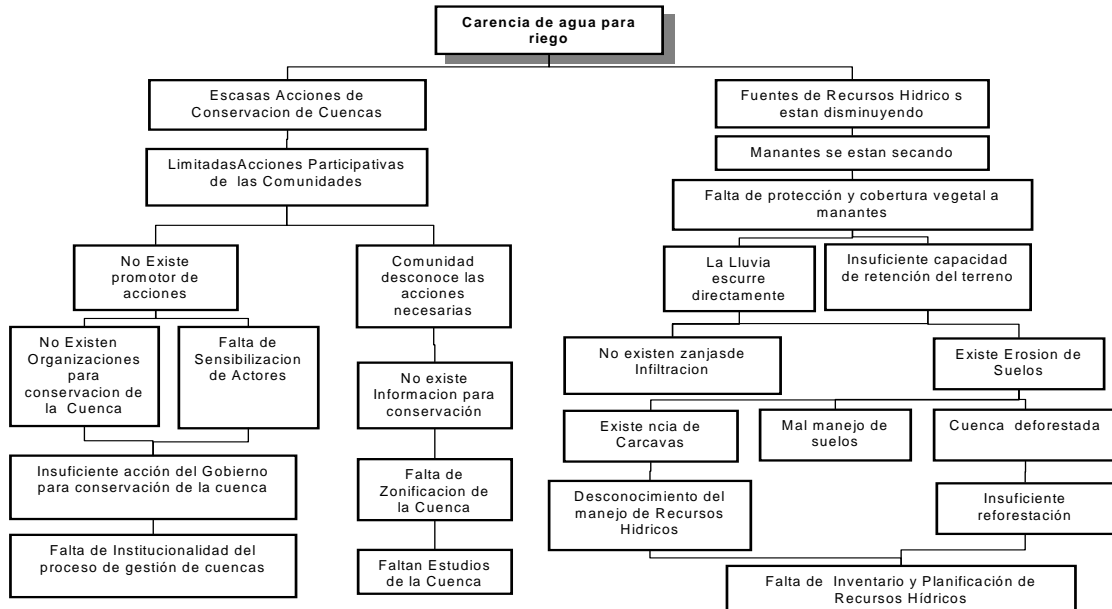 Carencia de agua para
riego
Escasas Acciones de
Conservacion de Cuencas
Fuentes de Recursos Hidrico s
estan disminuyendo
LimitadasAcciones Participativas
de las Comunidades
Manantes se estan secando
Falta de protección y cobertura vegetal a
manantes
No Existe
promotor de
acciones
Comunidad
desconoce las
acciones
necesarias
La Lluvia
escurre
directamente
Insuficiente capacidad
de retención del terreno
No Existen
Organizaciones
para
conservacion de
la Cuenca
Falta de
Sensibilizacion
de Actores
No existe
Informacion para
conservación
No existen zanjasde
Infiltracion
Existe Erosion de
Suelos
Existe ncia de
Carcavas
Mal manejo de
suelos
Cuenca deforestada
Insuficiente acción del Gobierno
para conservación de la cuenca
Falta de
Zonificacion de
la Cuenca
Desconocimiento del
manejo de Recursos
Hidricos
Insuficiente
reforestación
Falta de Institucionalidad del
proceso de gestión de cuencas
Faltan Estudios
de la Cuenca
Falta de Inventario y Planificación de
Recursos Hídricos